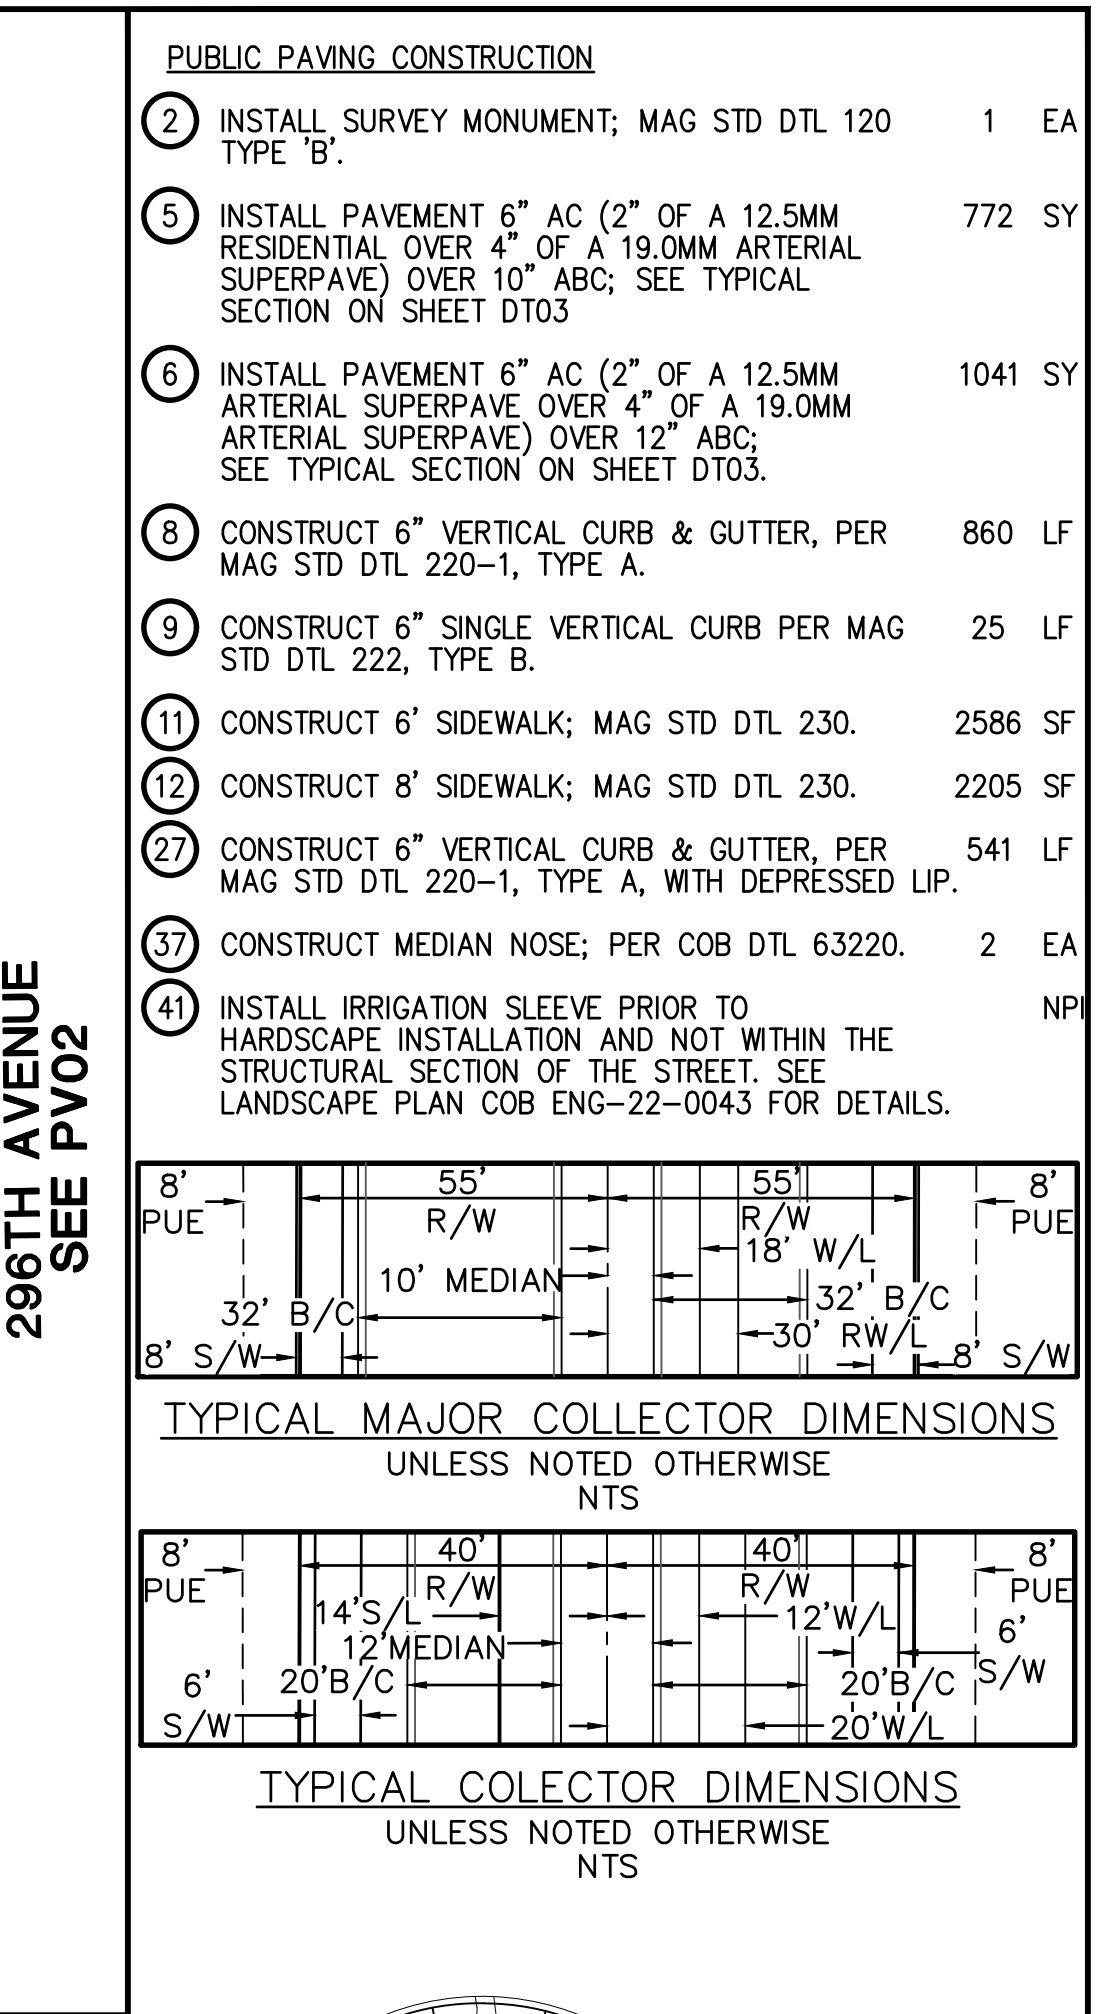 296TH AVENUE
SEE PV02
PUBLIC PAVING CONSTRUCTION
2 INSTALL SURVEY MONUMENT; MAG STD DTL 120 1 EA
TYPE 'B'.
5 INSTALL PAVEMENT 6" AC (2" OF A 12.5MM 772 SY
RESIDENTIAL OVER 4" OF A 19.0MM ARTERIAL
SUPERPAVE) OVER 10" ABC; SEE TYPICAL
SECTION ON SHEET DT03
6 INSTALL PAVEMENT 6" AC (2" OF A 12.5MM 1041 SY
ARTERIAL SUPERPAVE OVER 4" OF A 19.0MM
ARTERIAL SUPERPAVE) OVER 12" ABC;
SEE TYPICAL SECTION ON SHEET DT03.
8 CONSTRUCT 6" VERTICAL CURB & GUTTER, PER 860 LF
MAG STD DTL 220-1, TYPE A.
9 CONSTRUCT 6" SINGLE VERTICAL CURB PER MAG 25 LF
STD DTL 222, TYPE B.
11 CONSTRUCT 6' SIDEWALK; MAG STD DTL 230. 2586 SF
12 CONSTRUCT 8' SIDEWALK; MAG STD DTL 230. 2205 SF
27 CONSTRUCT 6" VERTICAL CURB & GUTTER, PER 541 LF
MAG STD DTL 220-1, TYPE A, WITH DEPRESSED LIP.
37 CONSTRUCT MEDIAN NOSE; PER COB DTL 63220. 2 EA
41 INSTALL IRRIGATION SLEEVE PRIOR TO NPI
HARDSCAPE INSTALLATION AND NOT WITHIN THE
STRUCTURAL SECTION OF THE STREET. SEE
LANDSCAPE PLAN COB ENG-22-0043 FOR DETAILS.
8' 55' 55' 8'
PUE R/W R/W PUE
18' W/L
10' MEDIAN
32' B/C 32' B/C
30' RW/L
8' S/W 8' S/W
TYPICAL MAJOR COLLECTOR DIMENSIONS
UNLESS NOTED OTHERWISE
NTS
8' 40' 40' 8'
PUE R/W R/W PUE
14'S/L 12'W/L
12'MEDIAN 6'
S/W
6' 20'B/C 20'B/C
S/W 20'W/L
TYPICAL COLECTOR DIMENSIONS
UNLESS NOTED OTHERWISE
NTS